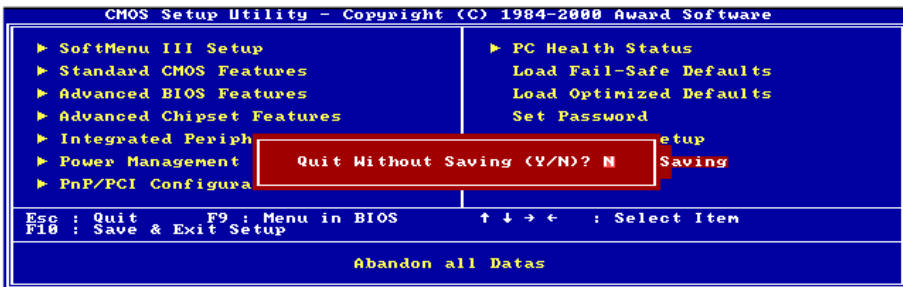 CMOS Setup Utility - Copyright (C) 1984-2000 Award Software
► SoftMenu III Setup
► Standard CMOS Features
► Advanced BIOS Features
► Advanced Chipset Features
► Integrated Periph
► Power Management
► PnP/PCI Configura
► PC Health Status
Load Fail-Safe Defaults
Load Optimized Defaults
Set Password
etup
Saving
Quit Without Saving (Y/N)? N
Esc : Quit F9 : Menu in BIOS ↑ ↓ → ← : Select Item
F10 : Save & Exit Setup
Abandon all Datas